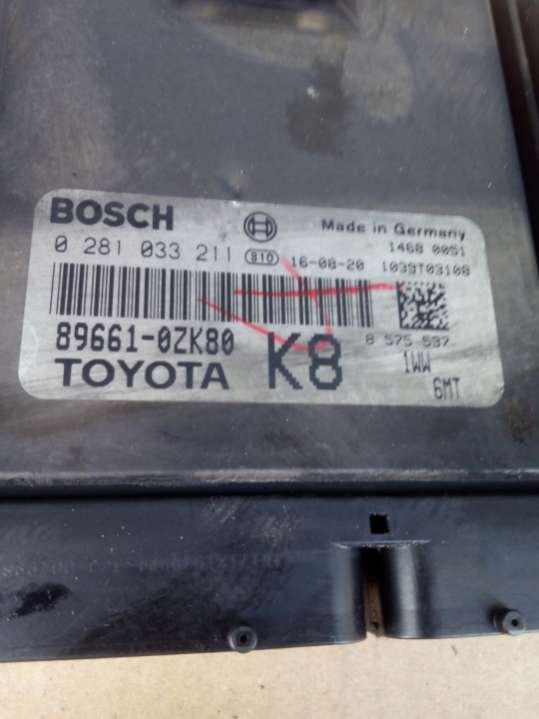 BOSCH
Made in Germany
0 281 033 211 810 16-08-20 1468 0051
1039T03108
89661-0ZK80
K8
8 575 537
TOYOTA
1WW
6MT